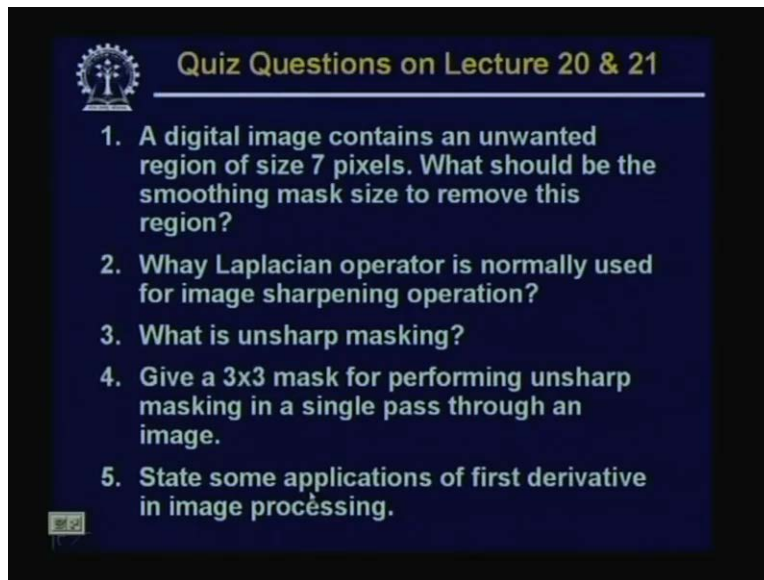 Quiz Questions on Lecture 20 & 21
1. A digital image contains an unwanted
region of size 7 pixels. What should be the
smoothing mask size to remove this
region?
2. Whay Laplacian operator is normally used
for image sharpening operation?
3. What is unsharp masking?
4. Give a 3x3 mask for performing unsharp
masking in a single pass through an
image.
5. State some applications of first derivative
in image processing.